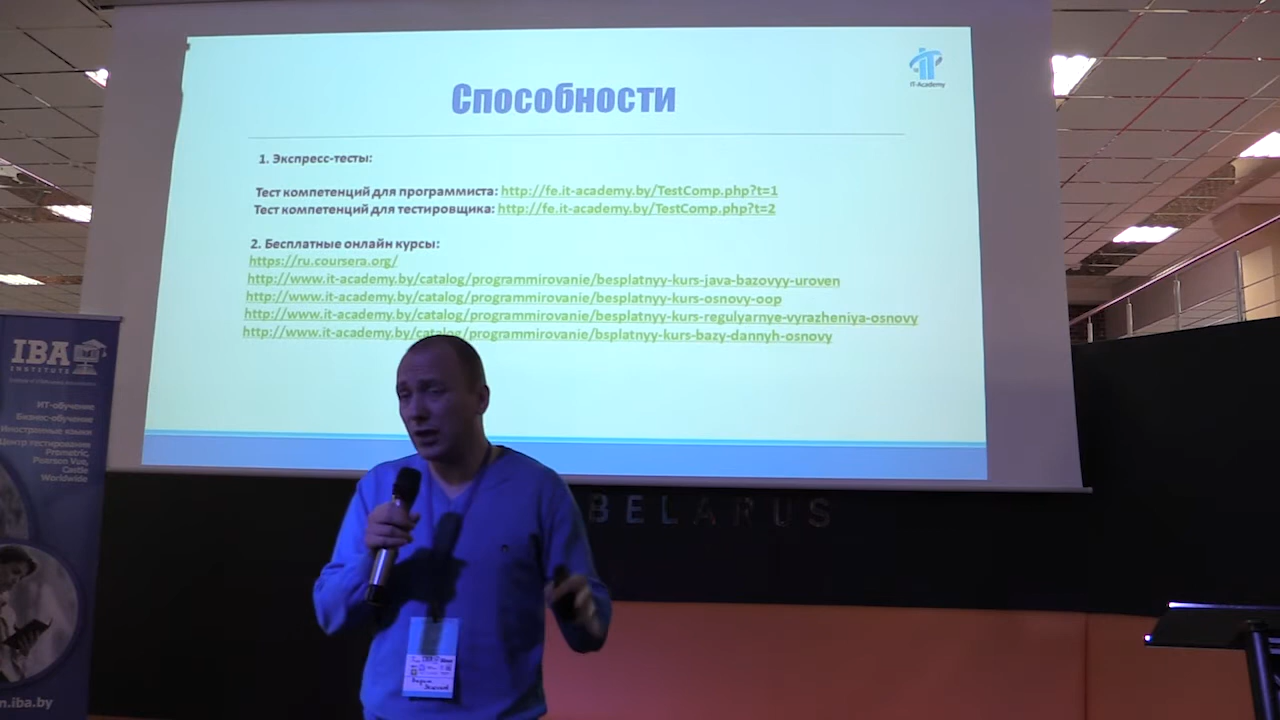 Способности
IT-Academy
1. Экспресс-тесты:
Тест компетенций для программиста: http://fe.it-academy.by/TestComp.php?t=1
Тест компетенций для тестировщика: http://fe.it-academy.by/TestComp.php?t=2
2. Бесплатные онлайн курсы:
https://ru.coursera.org/
http://www.it-academy.by/catalog/programmirovanie/besplatnyy-kurs-java-bazovyy-uroven
http://www.it-academy.by/catalog/programmirovanie/besplatnyy-kurs-osnovy-oop
http://www.it-academy.by/catalog/programmirovanie/besplatnyy-kurs-regulyarnye-vyrazheniya-osnovy
http://www.it-academy.by/catalog/programmirovanie/bsplatnyy-kurs-bazy-dannyh-osnovy
IBA
INSTITUTE
ИТ-обучение
Бизнес-обучение
Иностранные языки
Центр тестирования
Prometric,
Pearson Vue,
Castle
Worldwide
n.iba.by
BELARUS